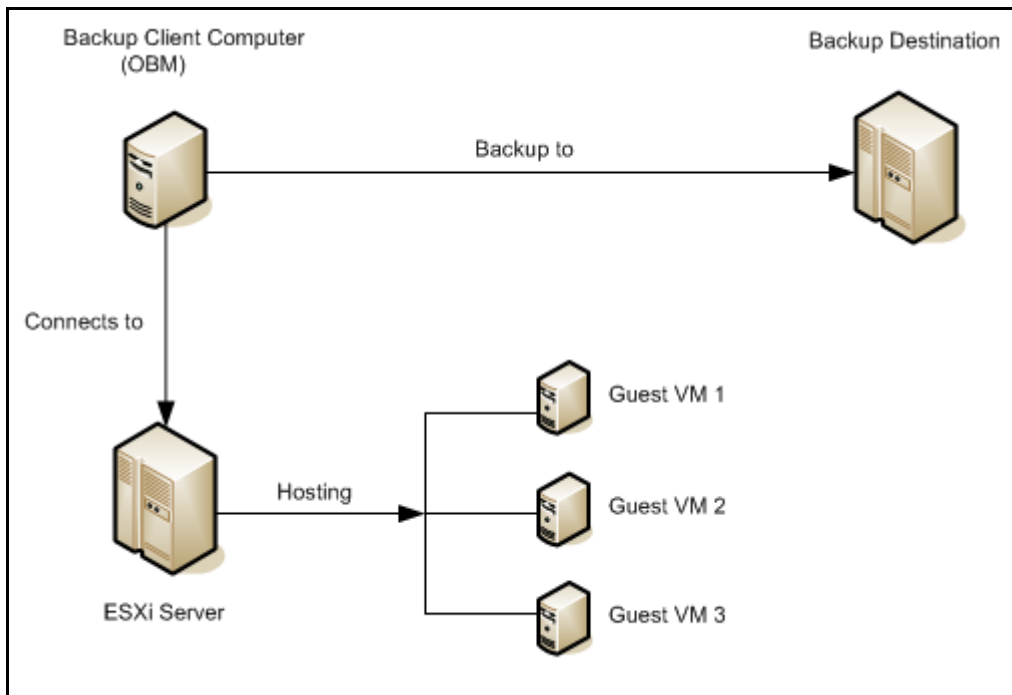 Backup Client Computer
(OBM)
Backup Destination
Backup to
Connects to
Guest VM 1
Hosting
Guest VM 2
ESXi Server
Guest VM 3